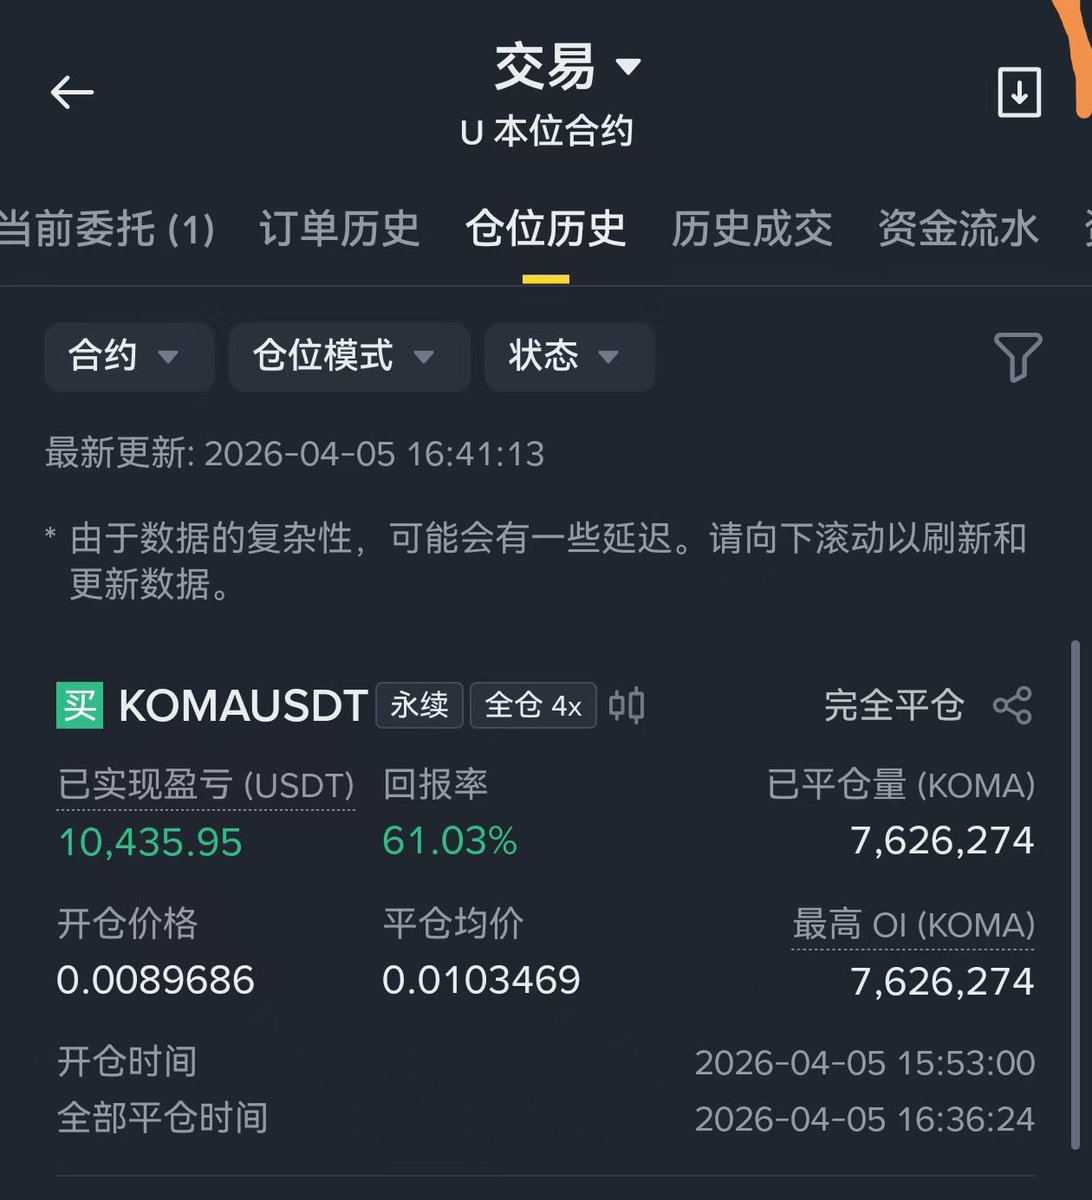 交易
U 本位合约
当前委托 (1) 订单历史 仓位历史 历史成交 资金流水
合约 仓位模式 状态
最新更新: 2026-04-05 16:41:13
* 由于数据的复杂性，可能会有一些延迟。请向下滚动以刷新和
更新数据。
买 KOMAUSDT 永续 全仓 4x 完全平仓
已实现盈亏 (USDT) 回报率 已平仓量 (KOMA)
10,435.95 61.03% 7,626,274
开仓价格 平仓均价 最高 OI (KOMA)
0.0089686 0.0103469 7,626,274
开仓时间 2026-04-05 15:53:00
全部平仓时间 2026-04-05 16:36:24